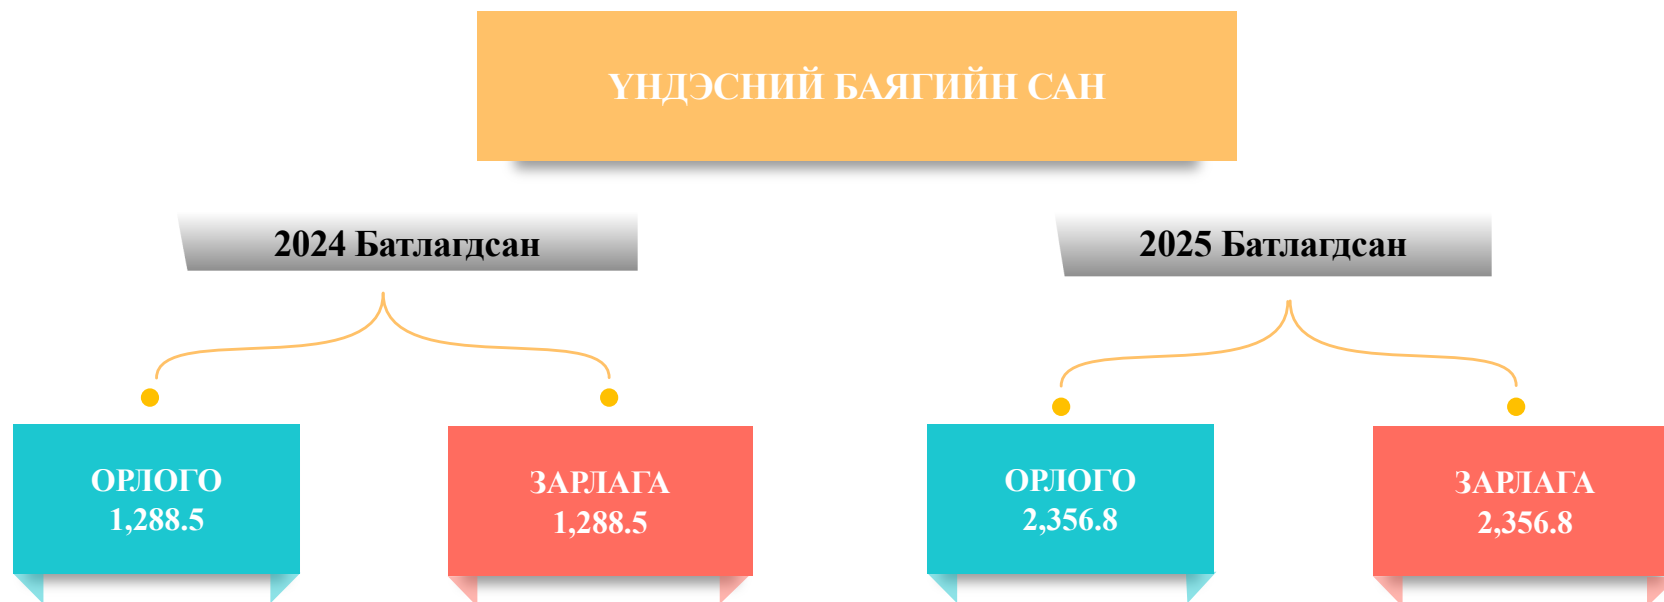 ҮНДЭСНИЙ БАЯГИЙН САН
2024 Батлагдсан
2025 Батлагдсан
ОРЛОГО
1,288.5
ЗАРЛАГА
1,288.5
ОРЛОГО
2,356.8
ЗАРЛАГА
2,356.8